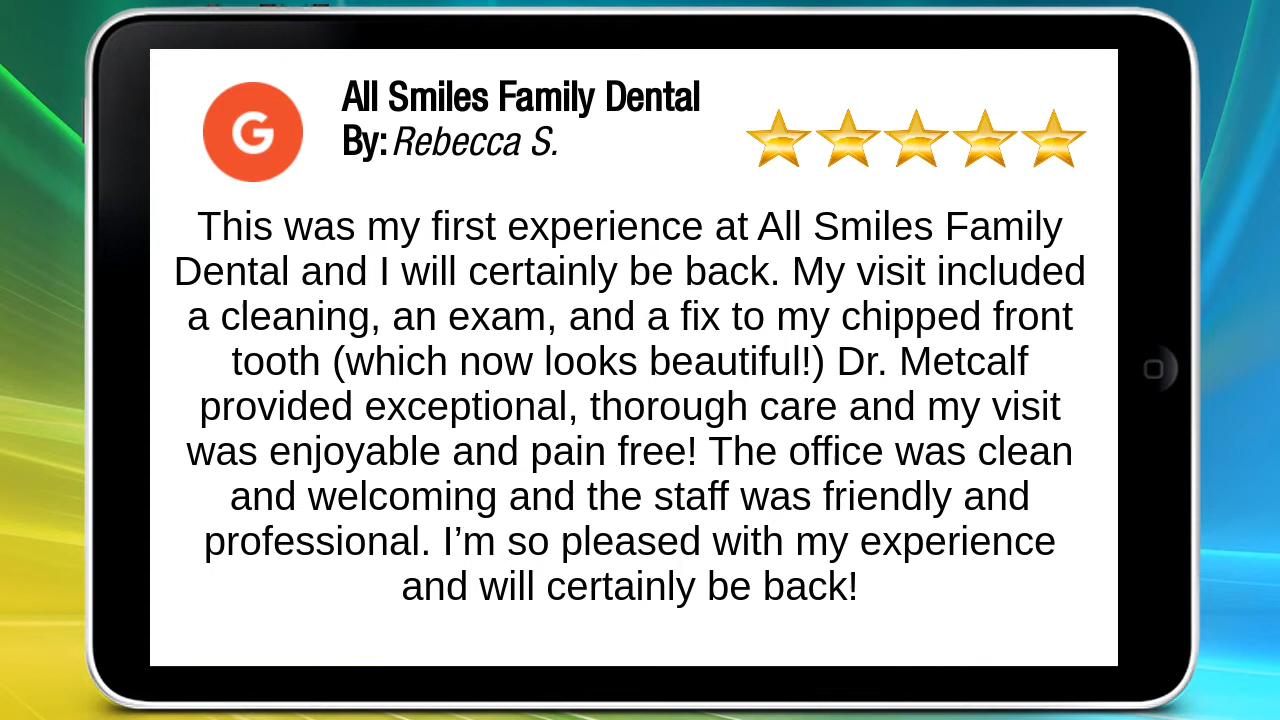 G
All Smiles Family Dental
By: Rebecca S.
This was my first experience at All Smiles Family
Dental and I will certainly be back. My visit included
a cleaning, an exam, and a fix to my chipped front
tooth (which now looks beautiful!) Dr. Metcalf
provided exceptional, thorough care and my visit
was enjoyable and pain free! The office was clean
and welcoming and the staff was friendly and
professional. I’m so pleased with my experience
and will certainly be back!